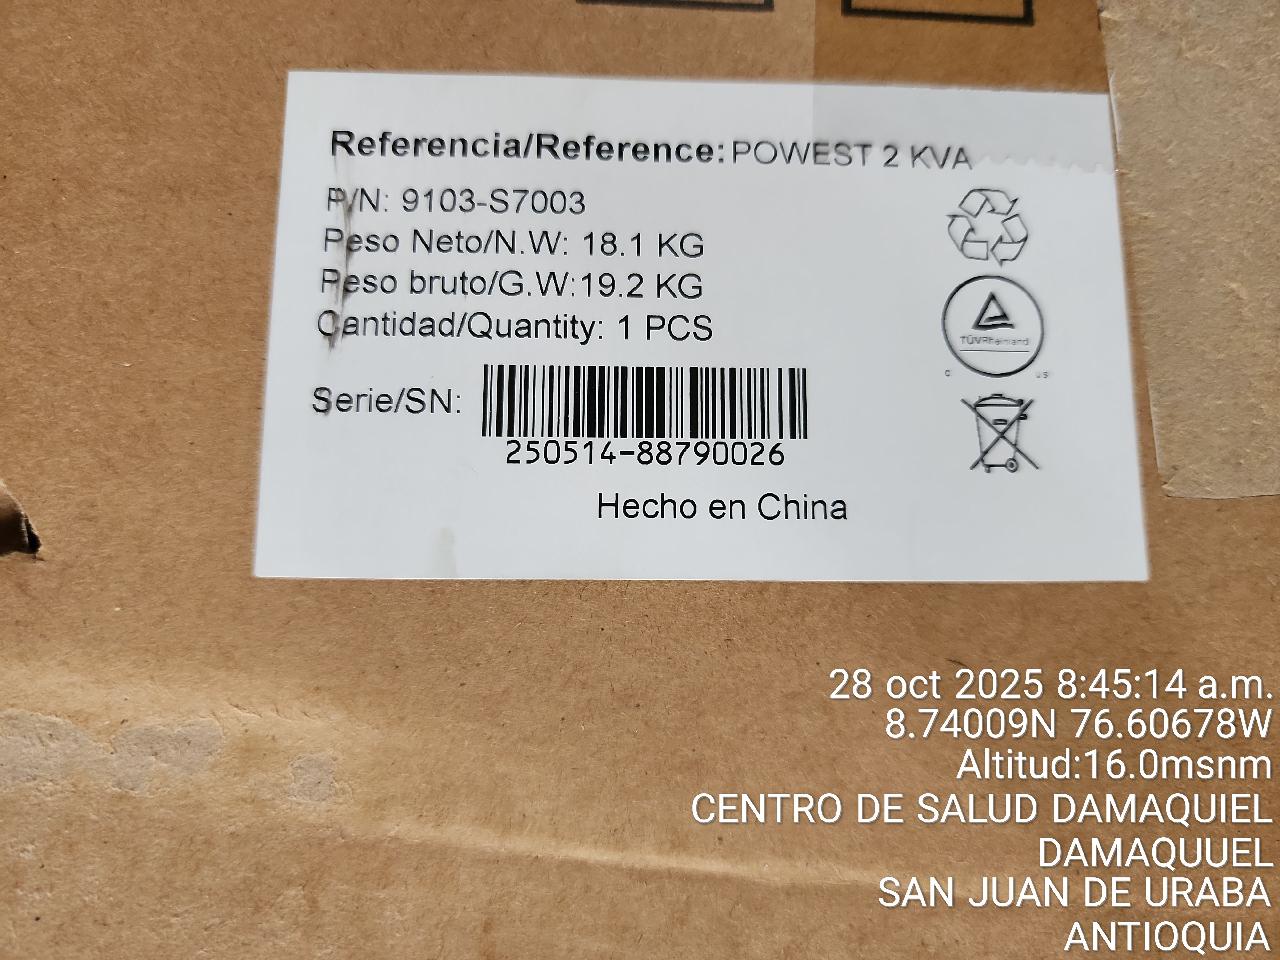 Referencia/Reference: POWEST 2 KVA
P/N: 9103-S7003
Peso Neto/N.W: 18.1 KG
Peso bruto/G.W:19.2 KG
Cantidad/Quantity: 1 PCS
TÜVRheinland
C US
Serie/SN:
250514-88790026
Hecho en China
28 oct 2025 8:45:14 a.m.
8.74009N 76.60678W
Altitud:16.0msnm
CENTRO DE SALUD DAMAQUIEL
DAMAQUUEL
SAN JUAN DE URABA
ANTIOQUIA